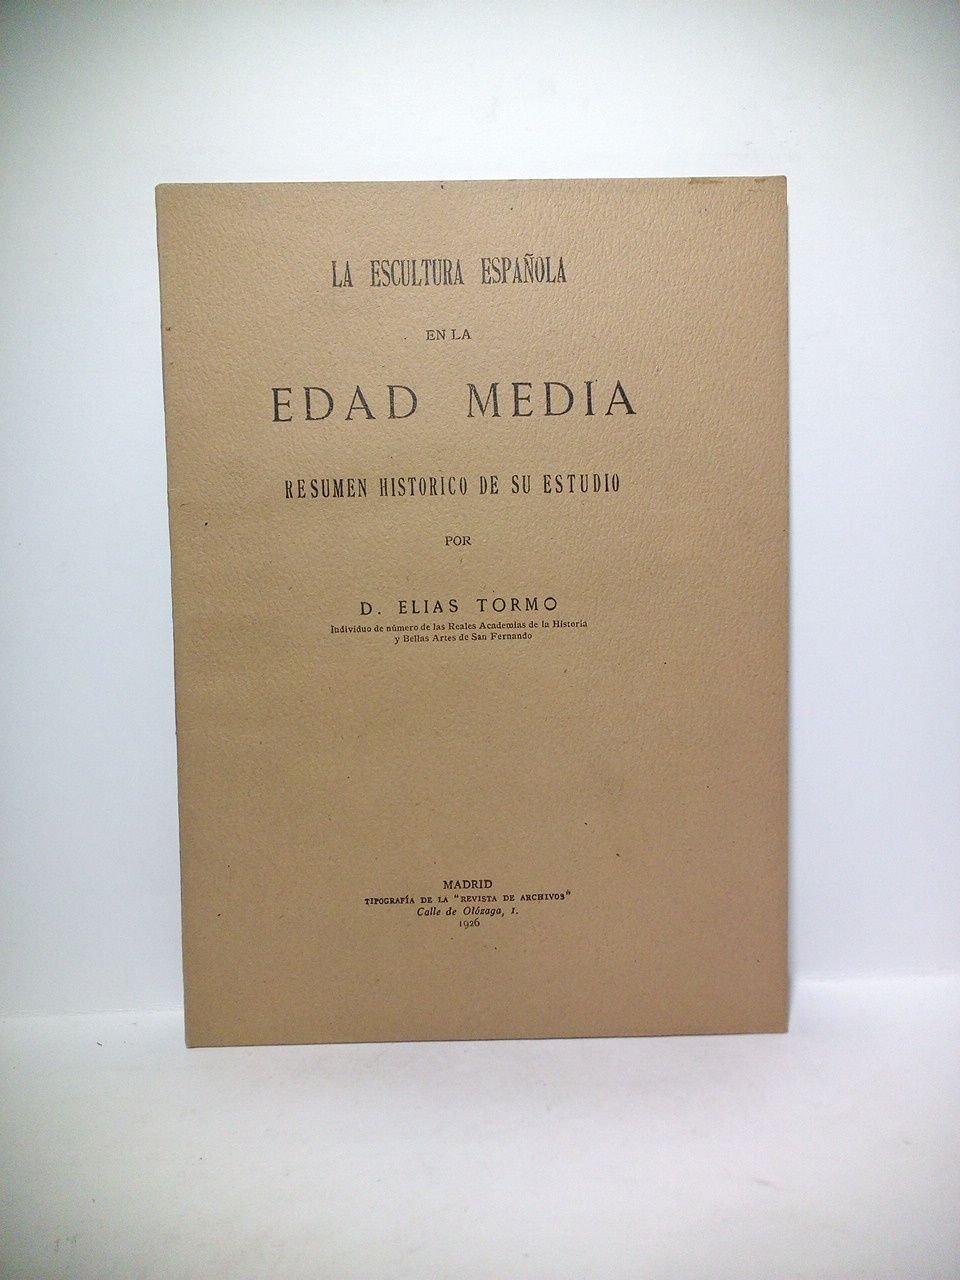 LA ESCULTURA ESPAÑOLA
EN LA
EDAD MEDIA
RESUMEN HISTORICO DE SU ESTUDIO
POR
D. ELIAS TORMO
Individuo de número de las Reales Academias de la Historia
y Bellas Artes de San Fernando
MADRID
TIPOGRAFÍA DE LA "REVISTA DE ARCHIVOS"
Calle de Olózaga, 1.
1926